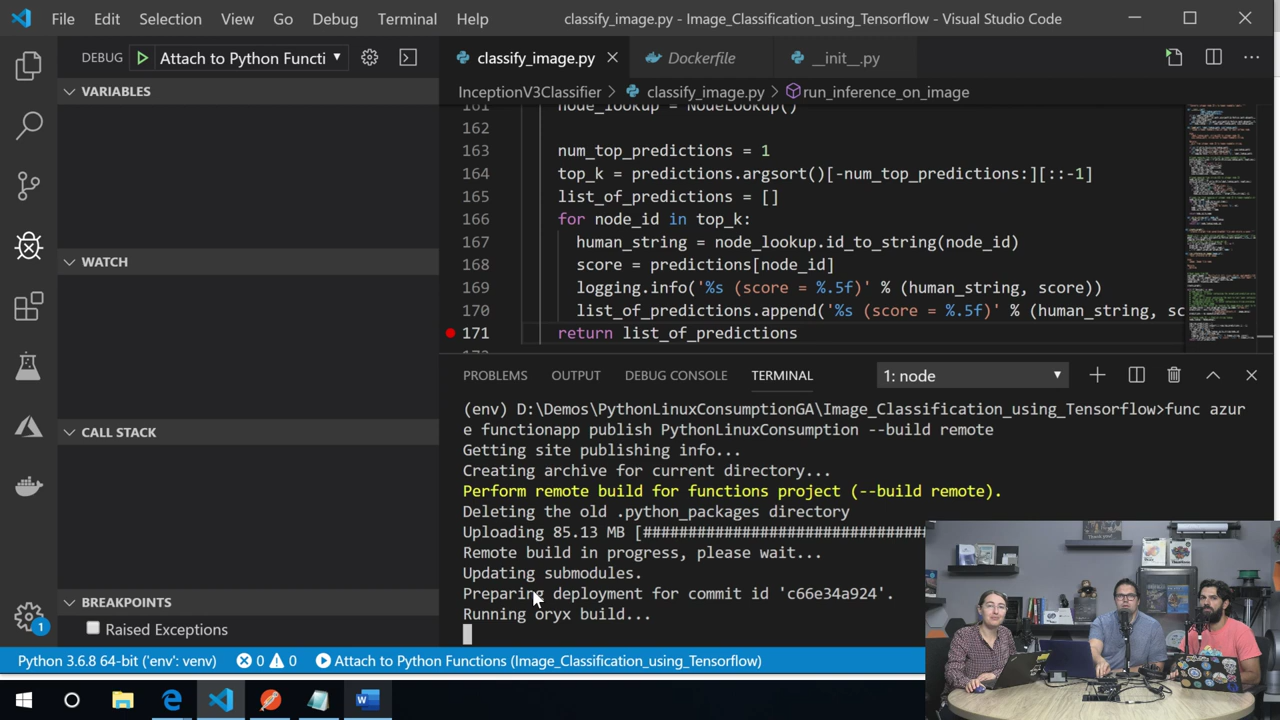 File Edit Selection View Go Debug Terminal Help classify_image.py - Image_Classification_using_Tensorflow - Visual Studio Code
DEBUG Attach to Python Functi
classify_image.py Dockerfile __init__.py
VARIABLES
InceptionV3Classifier > classify_image.py > run_inference_on_image
161 node_lookup = NodeLookup()
162
163 num_top_predictions = 1
164 top_k = predictions.argsort()[-num_top_predictions:][::-1]
165 list_of_predictions = []
166 for node_id in top_k:
167 human_string = node_lookup.id_to_string(node_id)
168 score = predictions[node_id]
169 logging.info('%s (score = %.5f)' % (human_string, score))
170 list_of_predictions.append('%s (score = %.5f)' % (human_string, sc
171 return list_of_predictions
WATCH
CALL STACK
BREAKPOINTS
Raised Exceptions
PROBLEMS OUTPUT DEBUG CONSOLE TERMINAL 1: node
(env) D:\Demos\PythonLinuxConsumptionGA\Image_Classification_using_Tensorflow>func azur
e functionapp publish PythonLinuxConsumption --build remote
Getting site publishing info...
Creating archive for current directory...
Perform remote build for functions project (--build remote).
Deleting the old .python_packages directory
Uploading 85.13 MB [################################
Remote build in progress, please wait...
Updating submodules.
Preparing deployment for commit id 'c66e34a924'.
Running oryx build...
1
Python 3.6.8 64-bit ('env': venv) 0 0 Attach to Python Functions (Image_Classification_using_Tensorflow)